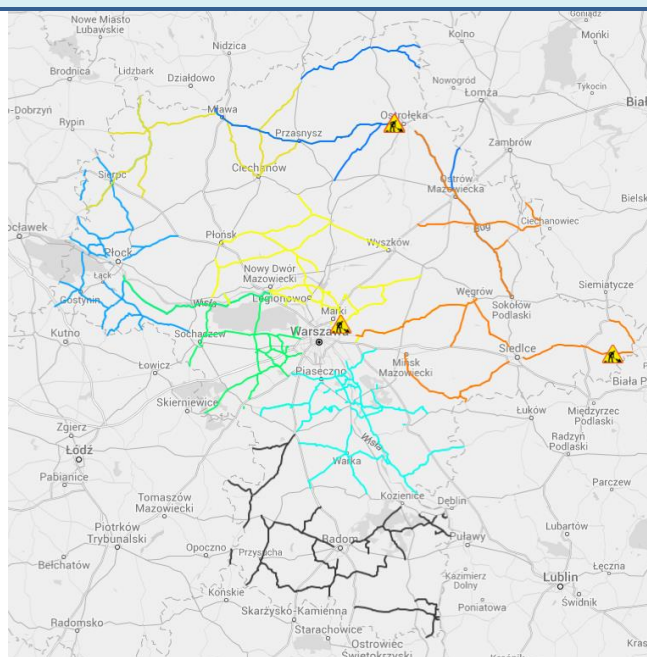 Nowe Miasto
Lubawskie
Kolno
Goniądz
Mońki
Nidzica
Brodnica
Lidzbark
Działdowo
Nowogród
Łomża
Tykocin
Rypin
Mława
Przasnysz
Ostrołęka
Zambrów
Sierpc
Ciechanów
Ostrów
Mazowiecka
Ciechanowiec
Płońsk
Wyszków
Płock
Łąck
Nowy Dwór
Mazowiecki
Węgrów
Siemiatycze
Gostynin
Wisła
Legionowo
Marki
Sokołów
Podlaski
Kutno
Sochaczew
Łowicz
Mińsk
Mazowiecki
Siedlce
Piaseczno
Skierniewice
Łuków
Międzyrzec
Podlaski
Zgierz
Łódź
Radzyń
Podlaski
Pabianice
Wisła
Warka
Parczew
Tomaszów
Mazowiecki
Kozienice
Dęblin
Piotrków
Trybunalski
Opoczno
Przysucha
Radom
Puławy
Lubartów
Bełchatów
Łęczna
Końskie
Kazimierz
Dolny
Lublin
Świdnik
Poniatowa
Radomsko
Skarżysko-Kamienna
Starachowice
Ostrowiec
Świętokrzyski